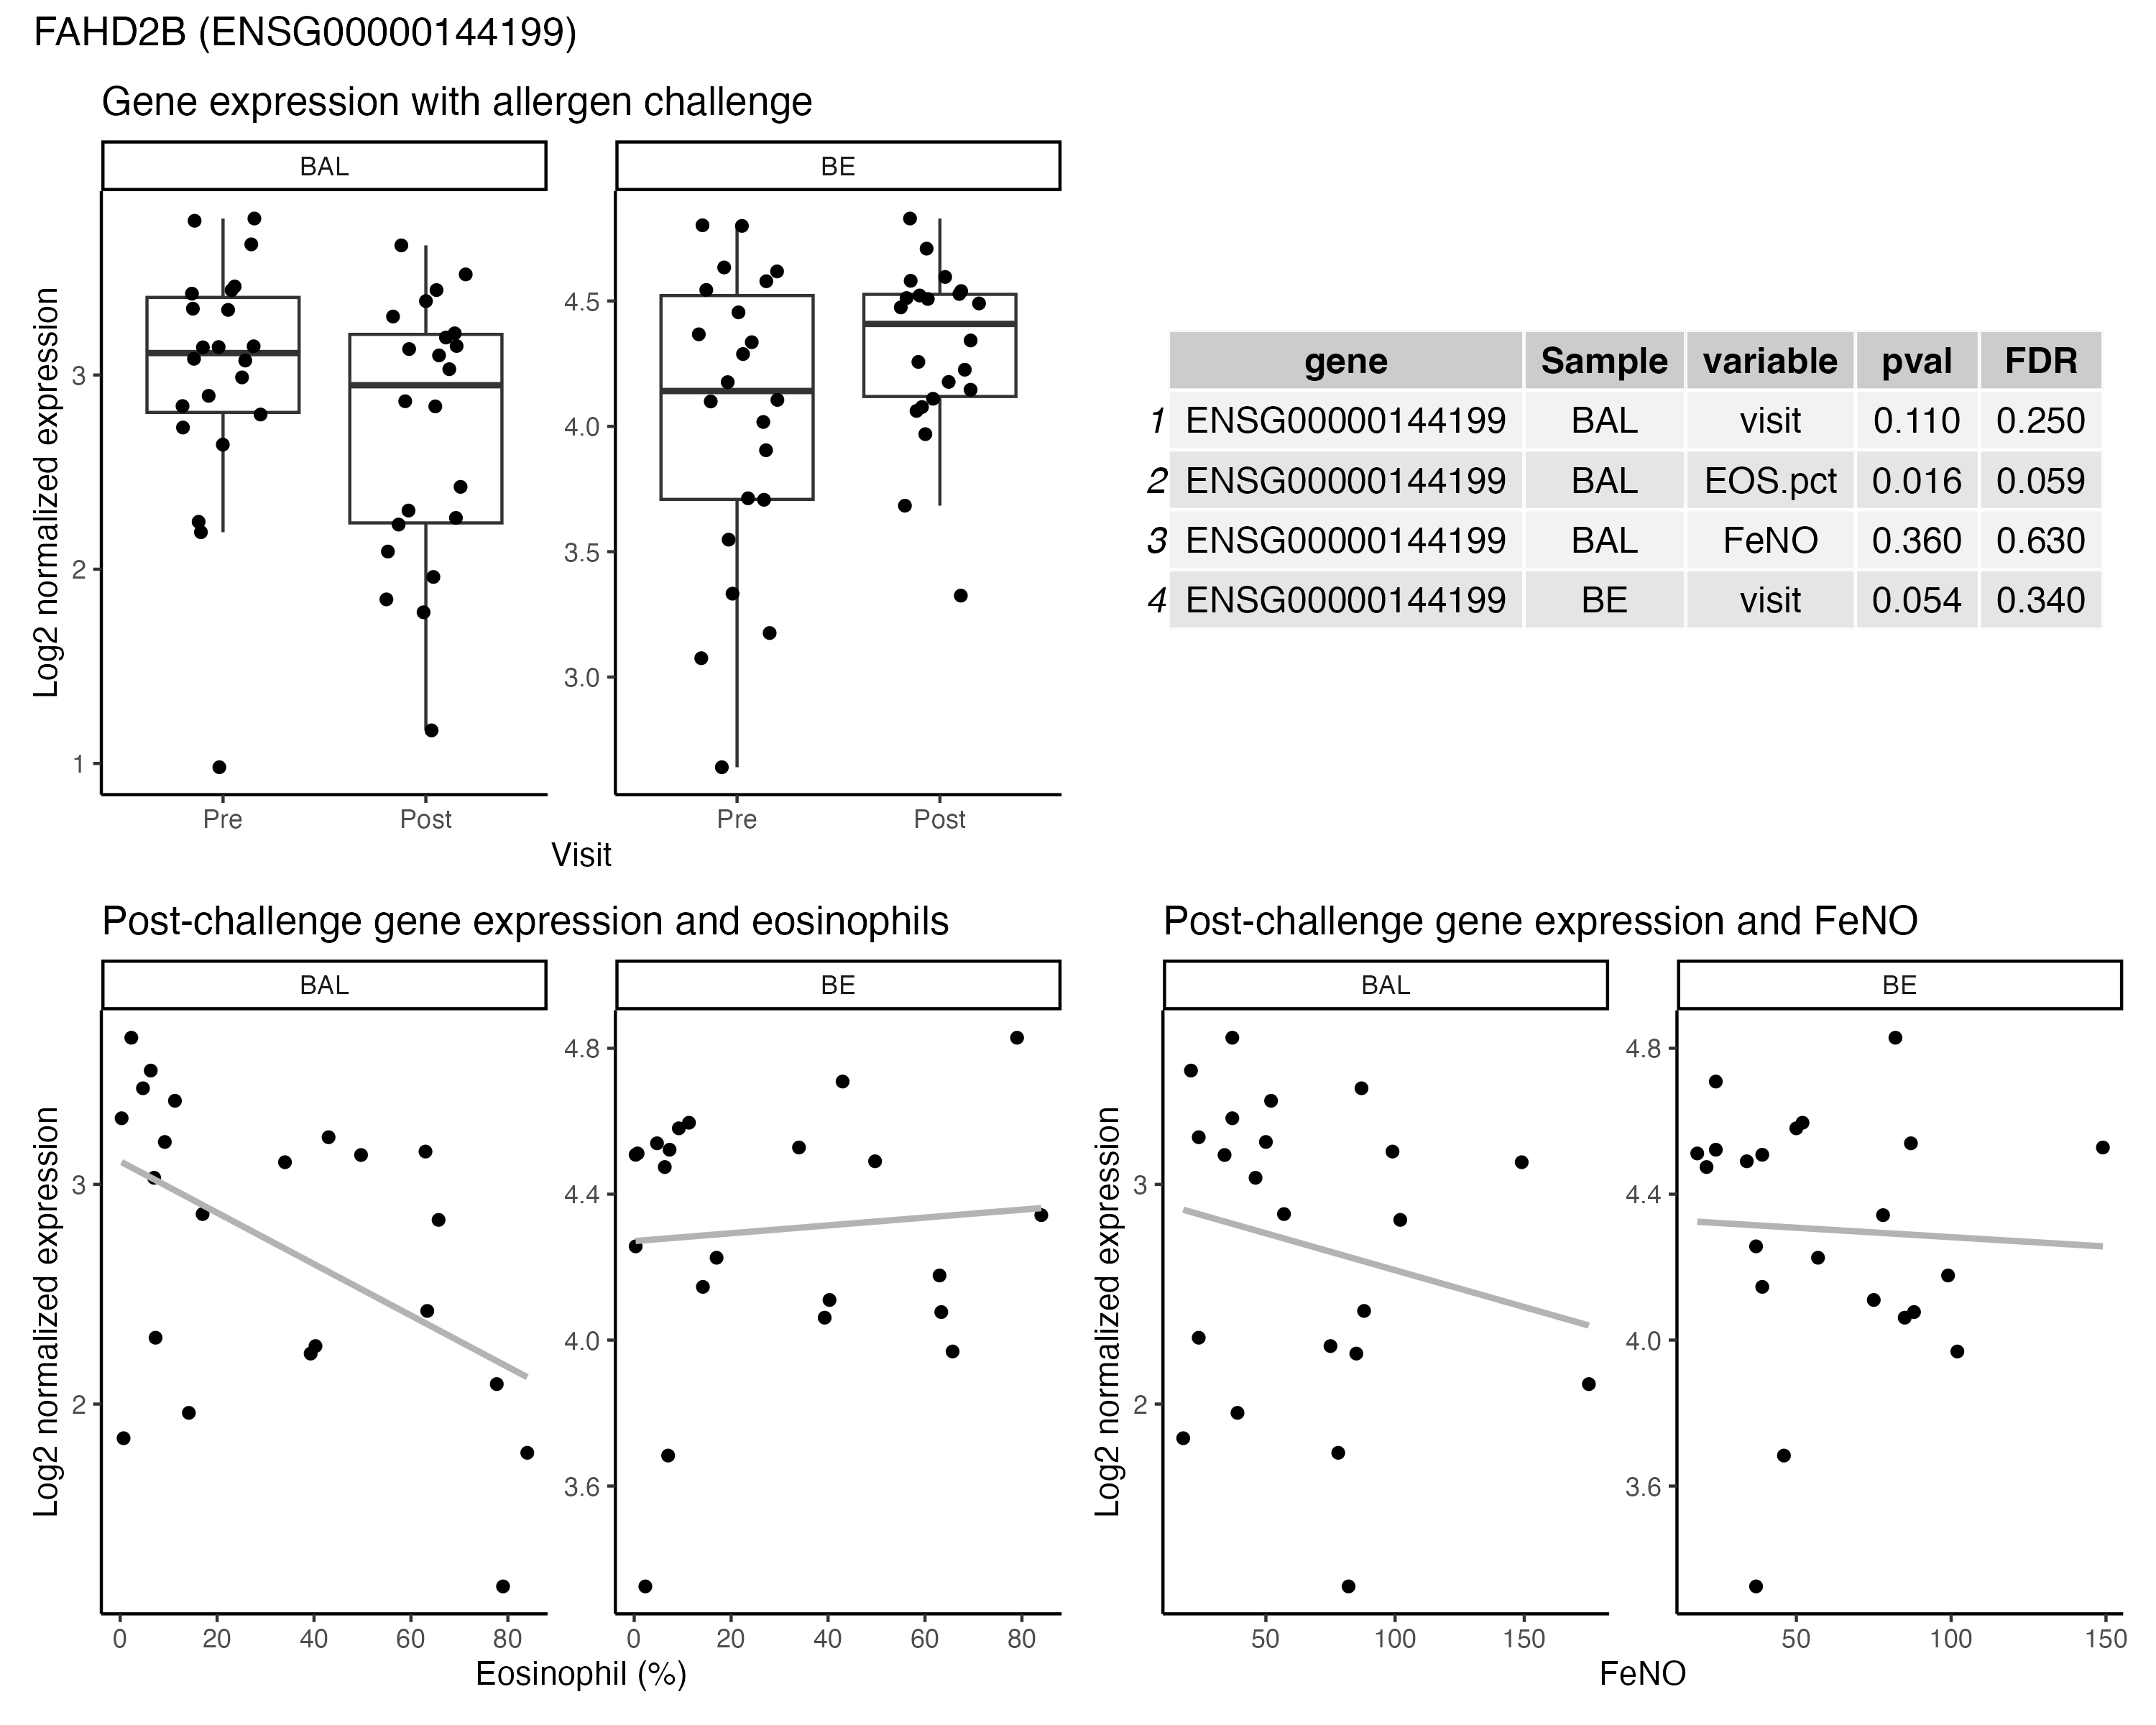 FAHD2B (ENSG00000144199)
Gene expression with allergen challenge
BAL
BE
Log2 normalized expression
3
2
1
4.5
4.0
3.5
3.0
Pre
Post
Pre
Post
Visit
gene Sample variable pval FDR
1 ENSG00000144199 BAL visit 0.110 0.250
2 ENSG00000144199 BAL EOS.pct 0.016 0.059
3 ENSG00000144199 BAL FeNO 0.360 0.630
4 ENSG00000144199 BE visit 0.054 0.340
Post-challenge gene expression and eosinophils
BAL
BE
Log2 normalized expression
3
2
4.8
4.4
4.0
3.6
0 20 40 60 80
0 20 40 60 80
Eosinophil (%)
Post-challenge gene expression and FeNO
BAL
BE
Log2 normalized expression
3
2
4.8
4.4
4.0
3.6
50 100 150
50 100 150
FeNO